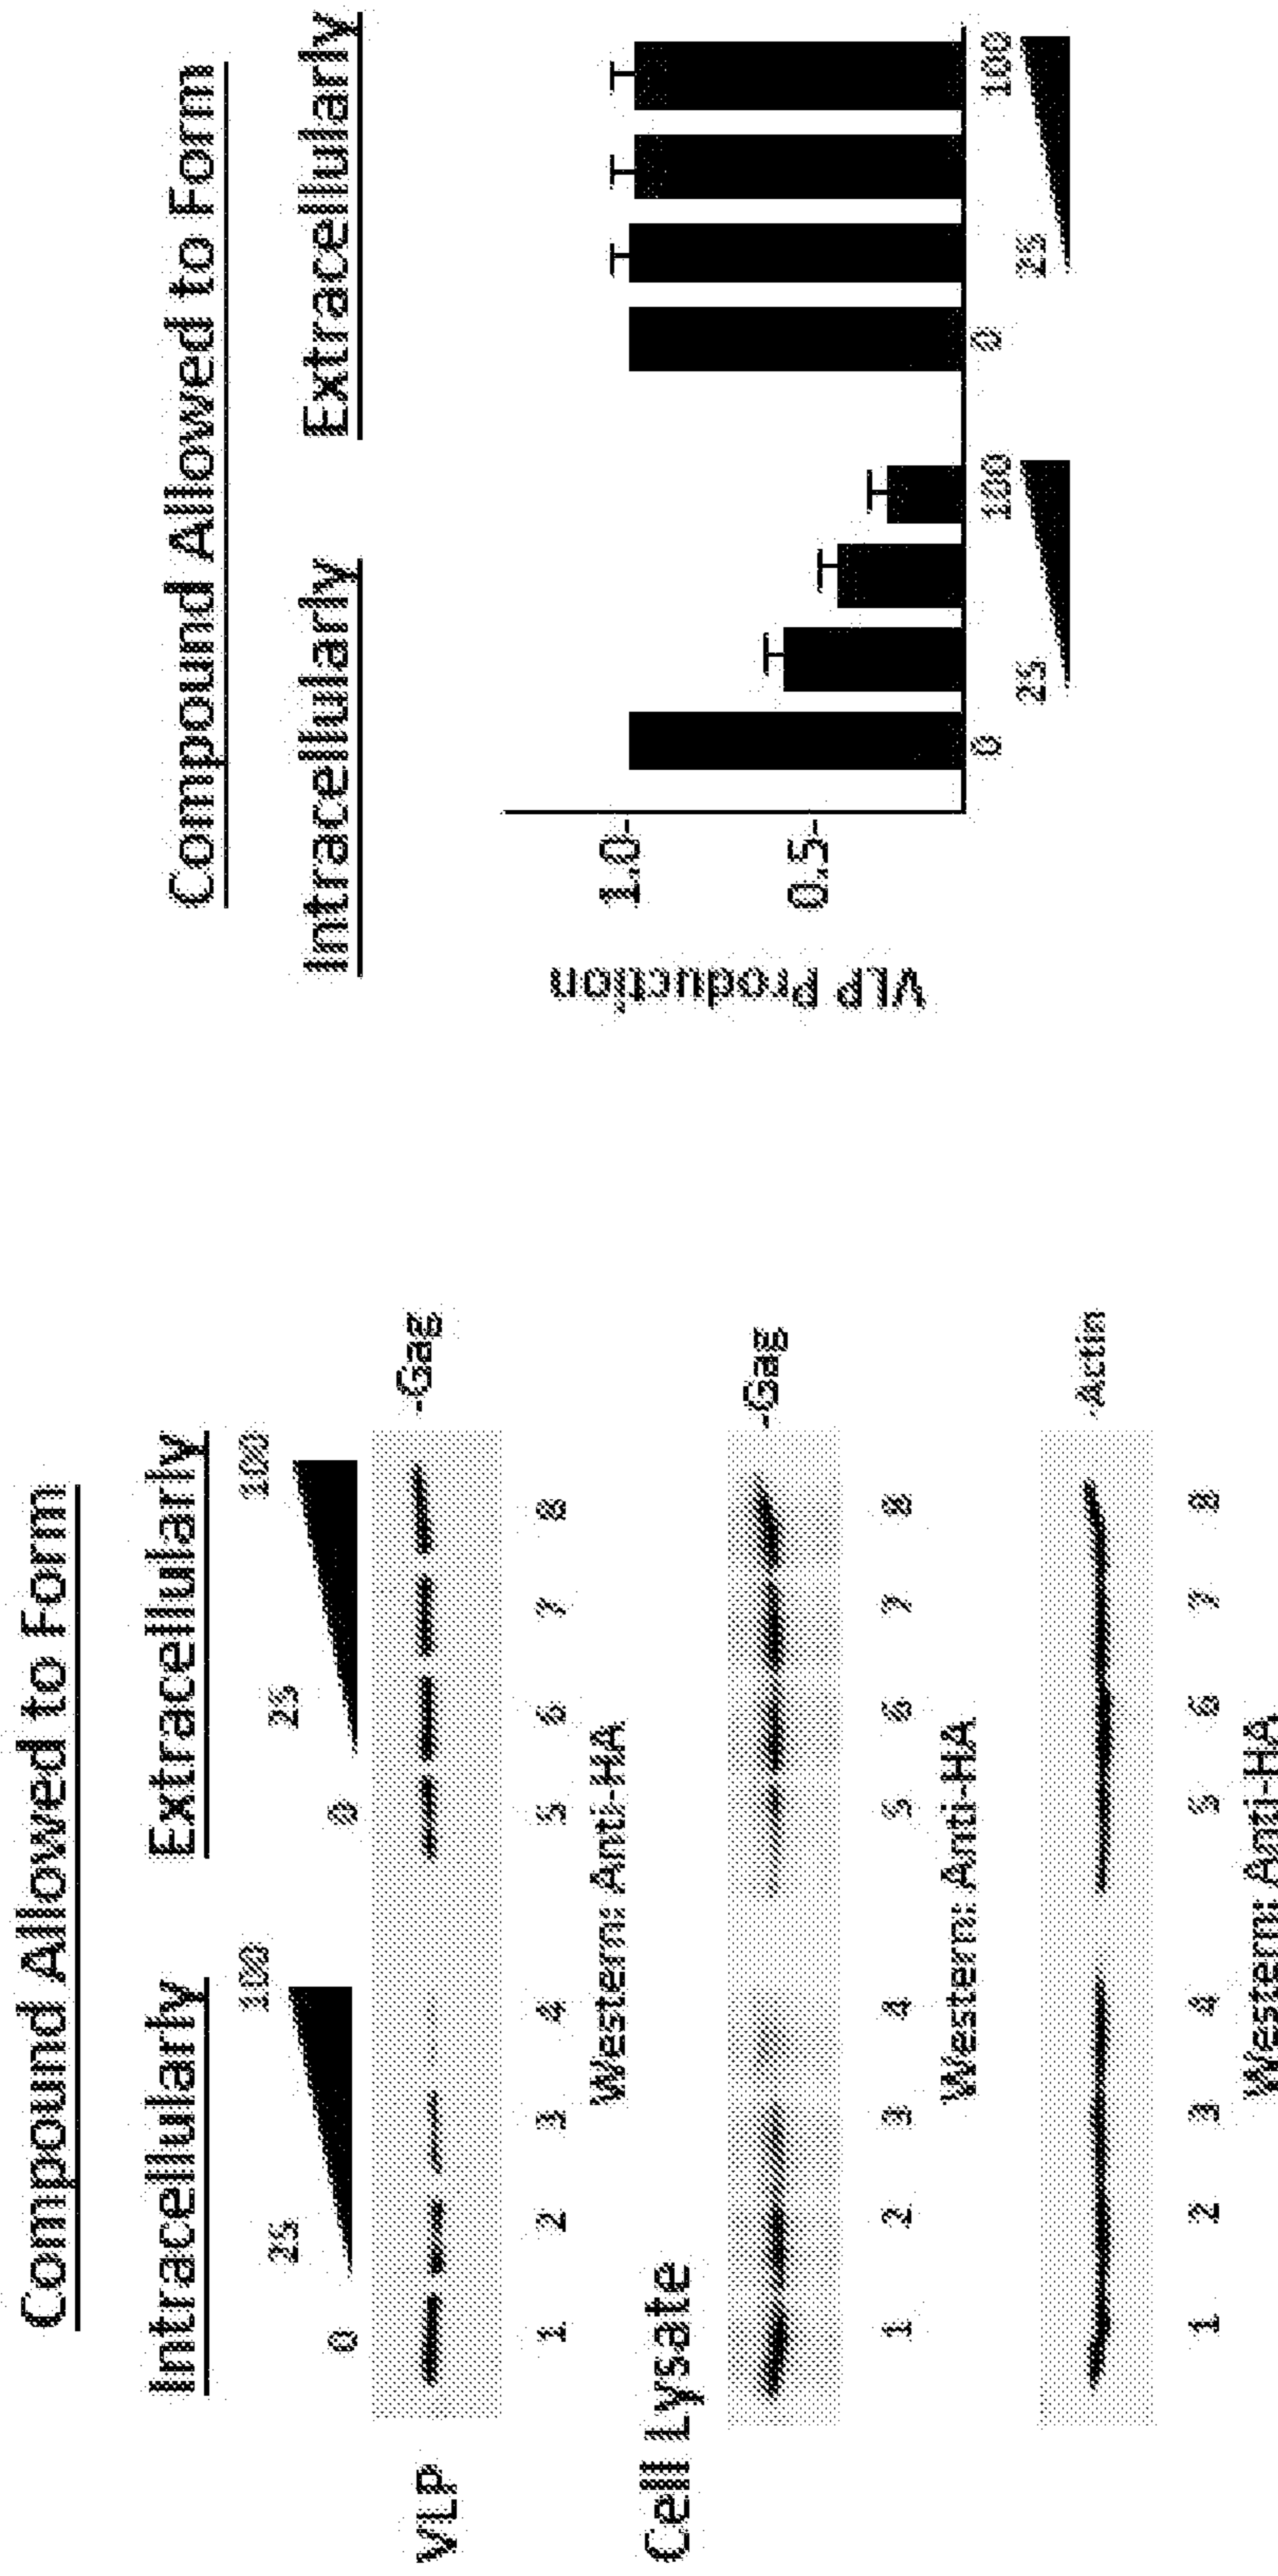 Compound Allowed to Form
Intracellularly Extracellularly
0 25 100 0 25 100
VLP -Gag
1 2 3 4 5 6 7 8
Western: Anti-HA
Cell Lysate
-Gag
1 2 3 4 5 6 7 8
Western: Anti-HA
-Actin
1 2 3 4 5 6 7 8
Western: Anti-HA
Compound Allowed to Form
Intracellularly Extracellularly
VLP Production
1.0-
0.5-
0 25 100 0 25 100